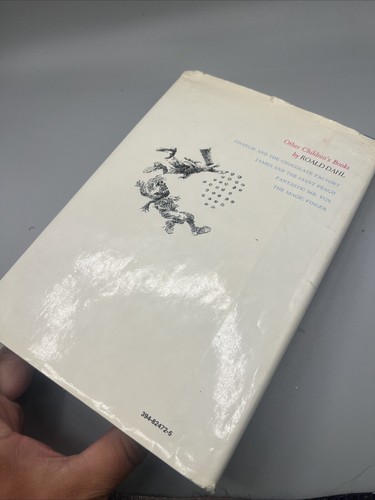 Other Children's Books
by ROALD DAHL
CHARLIE AND THE CHOCOLATE FACTORY
JAMES AND THE GIANT PEACH
FANTASTIC MR. FOX
THE MAGIC FINGER
394-82472-5